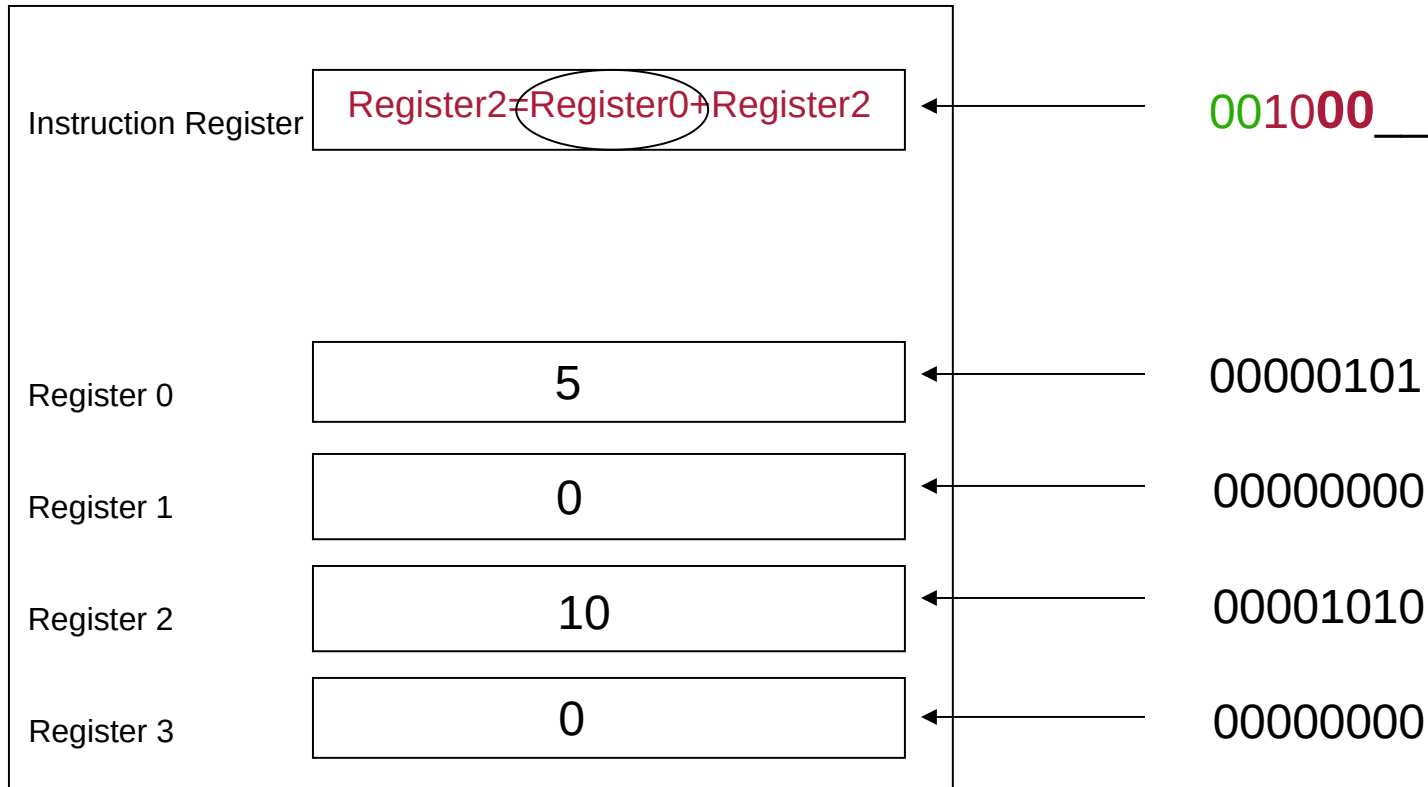 Instruction Register Register2=Register0+Register2 001000__
Register 0 5 00000101
Register 1 0 00000000
Register 2 10 00001010
Register 3 0 00000000